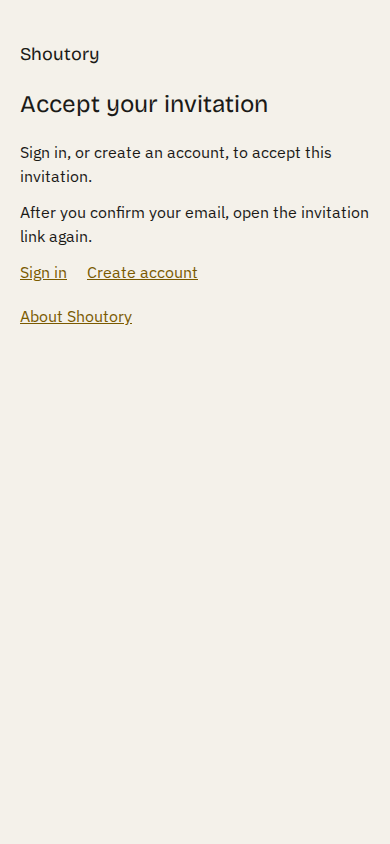 Shoutory
Accept your invitation
Sign in, or create an account, to accept this
invitation.
After you confirm your email, open the invitation
link again.
Sign in Create account
About Shoutory